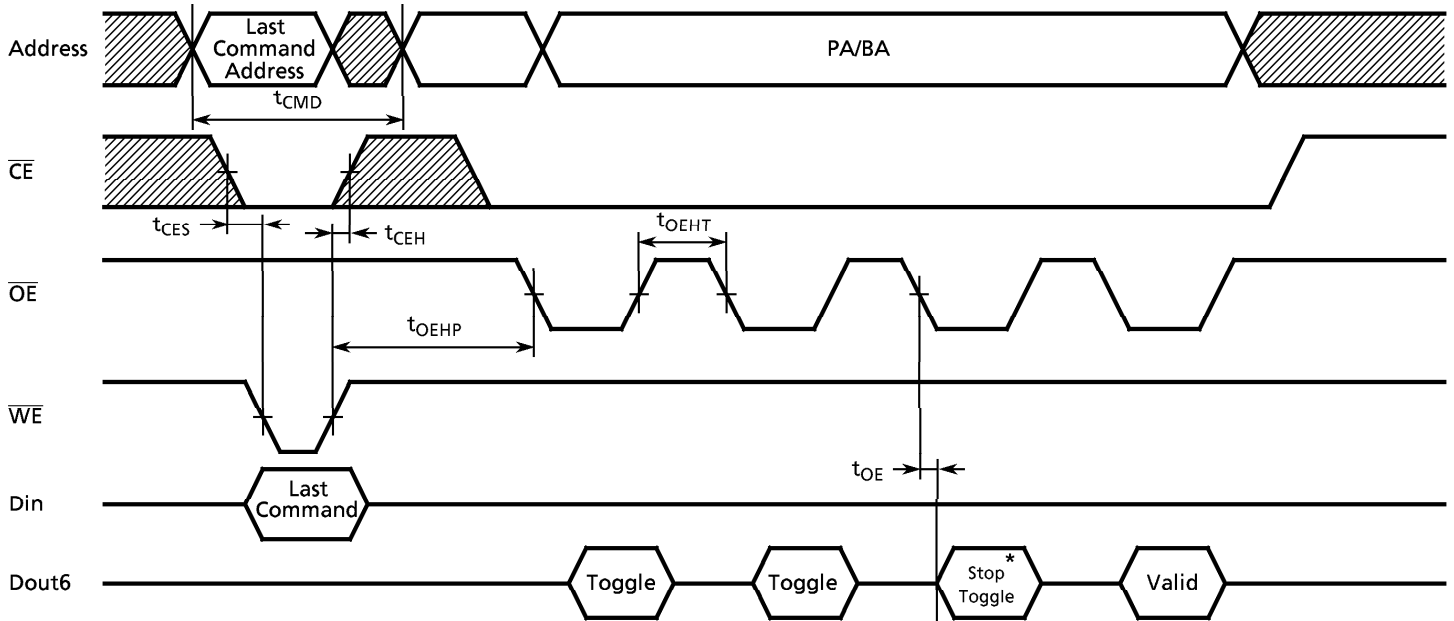 Address
Last
Command
Address
PA/BA
tCMD
CE
tCES
tCEH
tOEHT
OE
tOEHP
WE
tOE
Din
Last
Command
Dout6
Toggle
Toggle
Stop *
Toggle
Valid